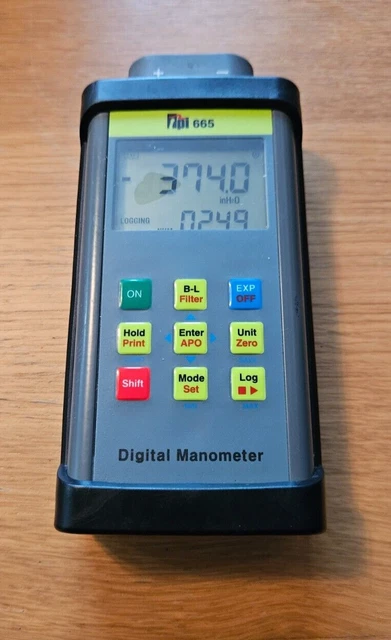 + −
TPI 665
- 374.0
inH₂O
LOGGING 0249
ON B-L Filter EXP OFF
Hold Print Enter APO Unit Zero
Shift Mode Set Log
Digital Manometer